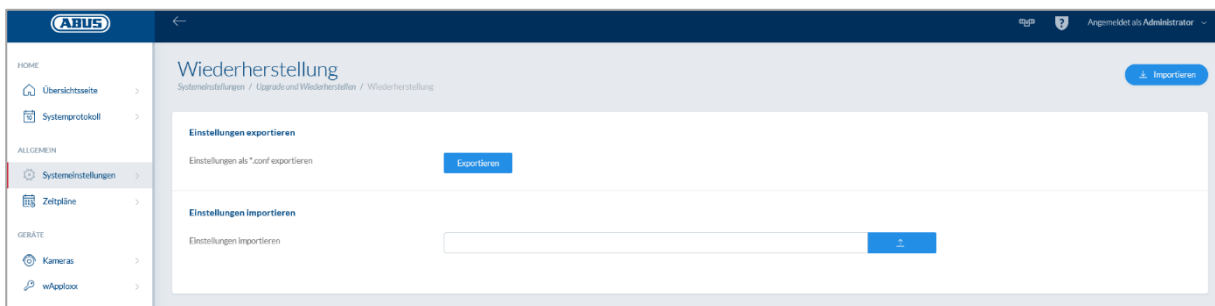 ABUS
Angemeldet als Administrator
HOME
Übersichtsseite
Systemprotokoll
ALLGEMEIN
Systemeinstellungen
Zeitpläne
GERÄTE
Kameras
wApploxx
Wiederherstellung
Systemeinstellungen / Upgrade und Wiederherstellen / Wiederherstellung
Importieren
Einstellungen exportieren
Einstellungen als *.conf exportieren
Exportieren
Einstellungen importieren
Einstellungen importieren